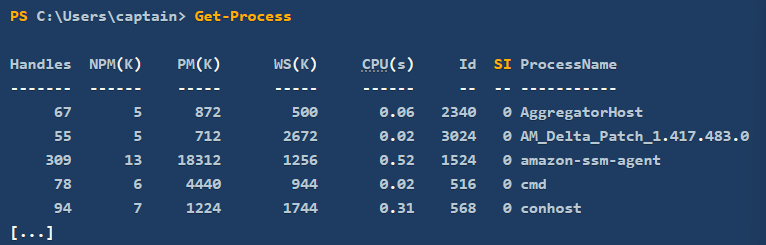 PS C:\Users\captain> Get-Process
Handles NPM(K) PM(K) WS(K) CPU(s) Id SI ProcessName
------- ------ ----- ----- ------ -- -- -----------
67 5 872 500 0.06 2340 0 AggregatorHost
55 5 712 2672 0.02 3024 0 AM_Delta_Patch_1.417.483.0
309 13 18312 1256 0.52 1524 0 amazon-ssm-agent
78 6 4440 944 0.02 516 0 cmd
94 7 1224 1744 0.31 568 0 conhost
[...]